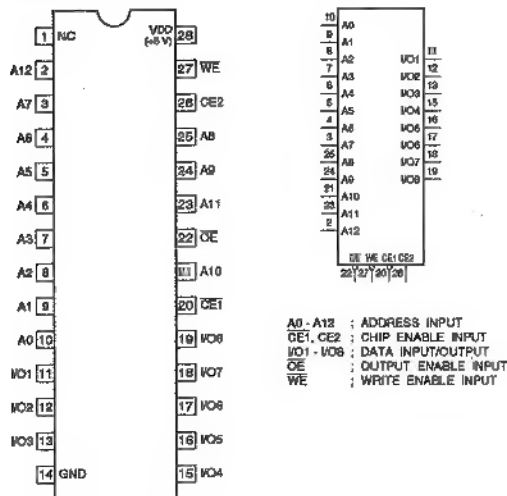 1 NC
VDD (+5V) 28
A12 2
27 WE
A7 3
26 CE2
A6 4
25 A8
A5 5
24 A9
A4 6
23 A11
A3 7
22 OE
A2 8
A10
A1 9
20 CE1
A0 10
19 I/O8
I/O1 11
18 I/O7
I/O2 12
17 I/O6
I/O3 13
16 I/O5
14 GND
15 I/O4
10 A0
9 A1
8 A2
7 A3
6 A4
5 A5
4 A6
3 A7
25 A8
24 A9
21 A10
23 A11
2 A12
I/O1 11
I/O2 12
I/O3 13
I/O4 15
I/O5 16
I/O6 17
I/O7 18
I/O8 19
OE WE CE1 CE2
22 27 20 26
A0 - A12 : ADDRESS INPUT
CE1, CE2 : CHIP ENABLE INPUT
I/O1 - I/O8 : DATA INPUT/OUTPUT
OE : OUTPUT ENABLE INPUT
WE : WRITE ENABLE INPUT